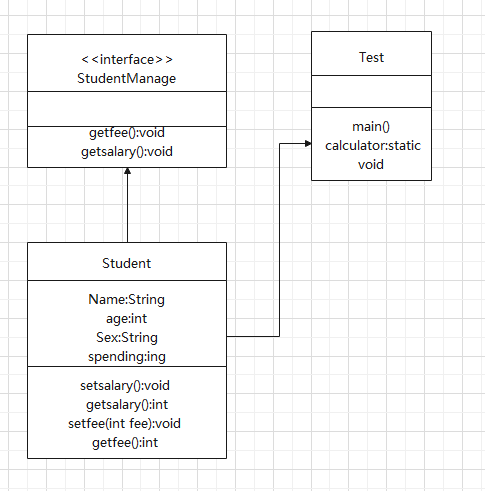 <<interface>>
StudentManage
getfee():void
getsalary():void
Test
main()
calculator:static
void
Student
Name:String
age:int
Sex:String
spending:ing
setsalary():void
getsalary():int
setfee(int fee):void
getfee():int